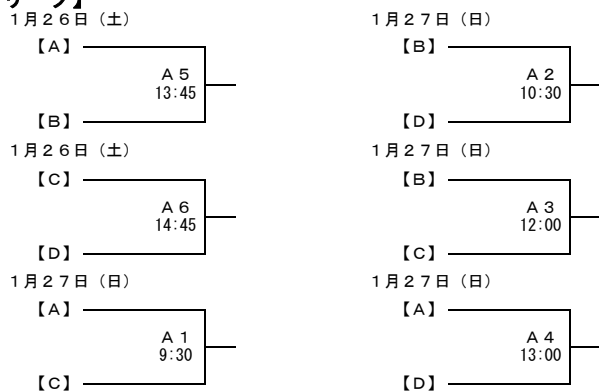 １月２６日（土）
【Ａ】
Ａ５
13:45
【Ｂ】
１月２６日（土）
【Ｃ】
Ａ６
14:45
【Ｄ】
１月２７日（日）
【Ａ】
Ａ１
9:30
【Ｃ】
１月２７日（日）
【Ｂ】
Ａ２
10:30
【Ｄ】
１月２７日（日）
【Ｂ】
Ａ３
12:00
【Ｃ】
１月２７日（日）
【Ａ】
Ａ４
13:00
【Ｄ】